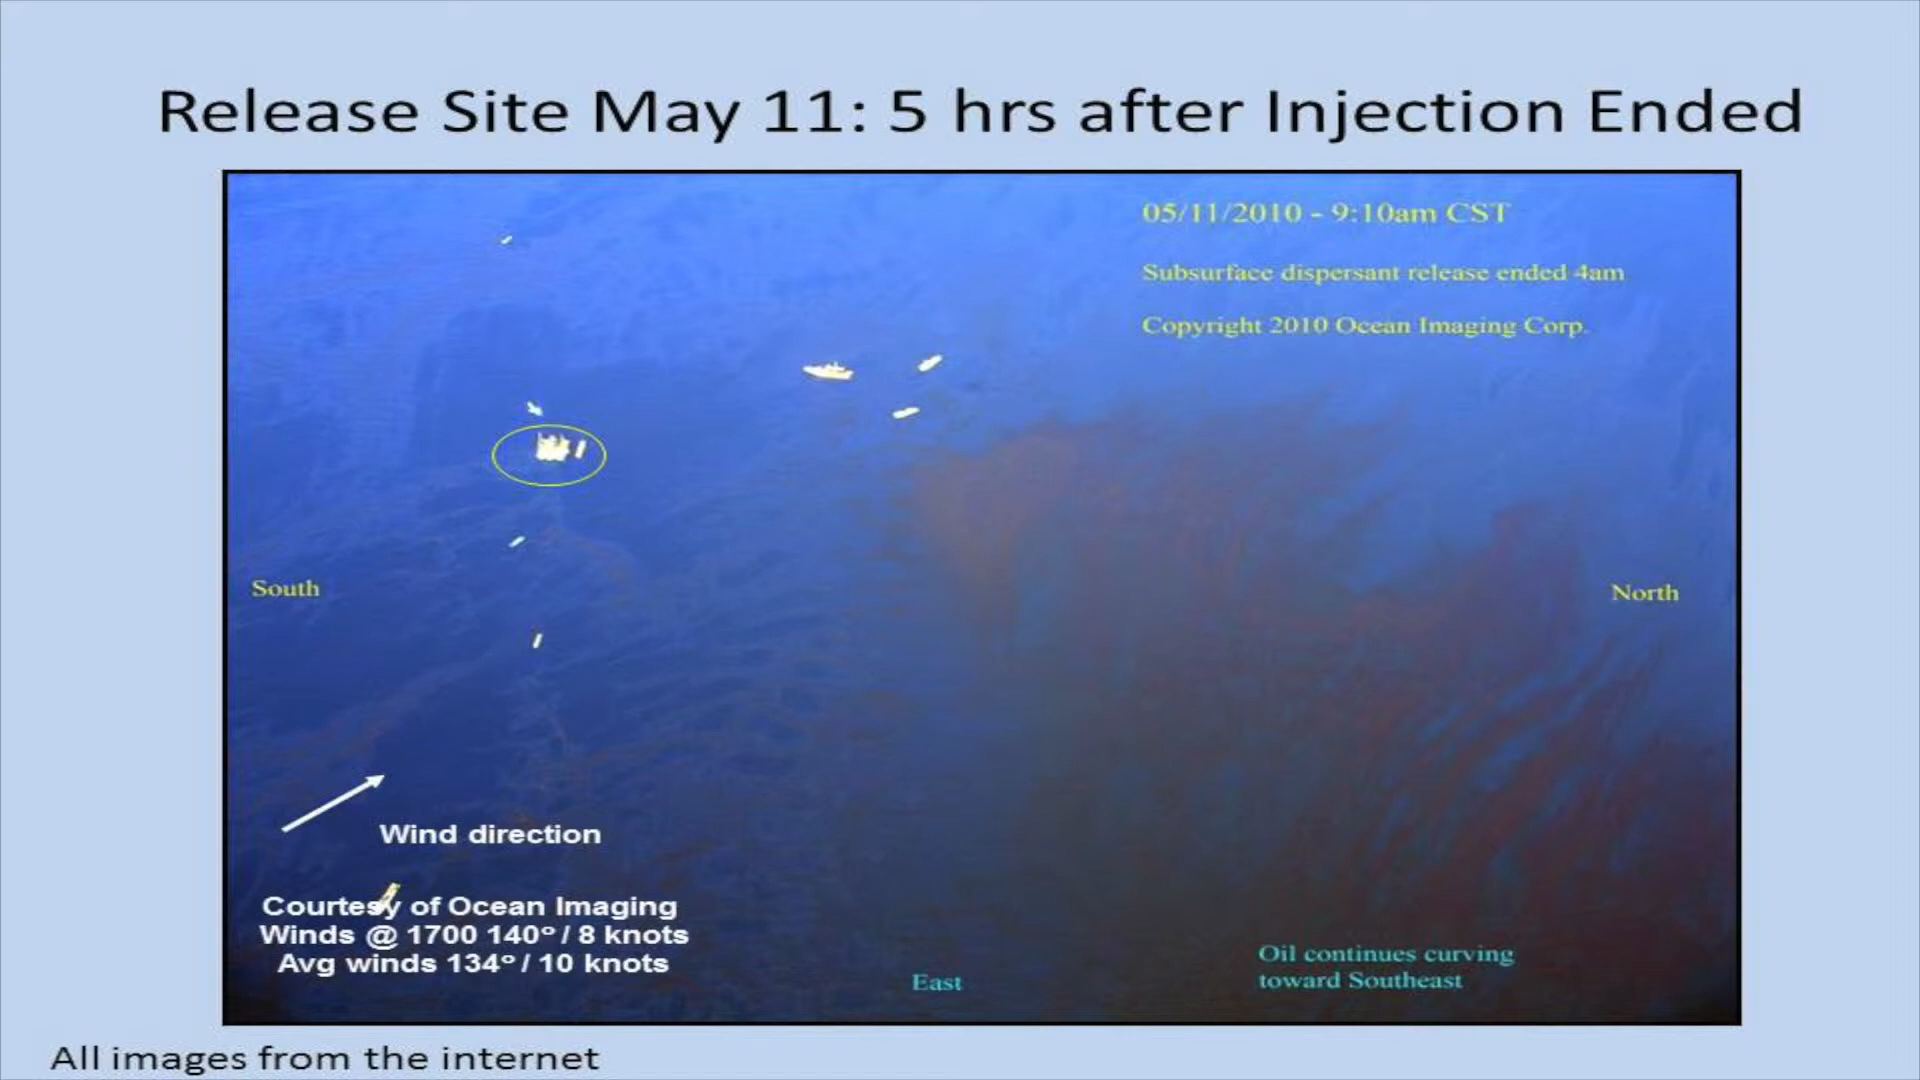 Release Site May 11: 5 hrs after Injection Ended
05/11/2010 - 9:10am CST
Subsurface dispersant release ended 4am
Copyright 2010 Ocean Imaging Corp.
South
North
Wind direction
Courtesy of Ocean Imaging
Winds @ 1700 140° / 8 knots
Avg winds 134° / 10 knots
East
Oil continues curving
toward Southeast
All images from the internet